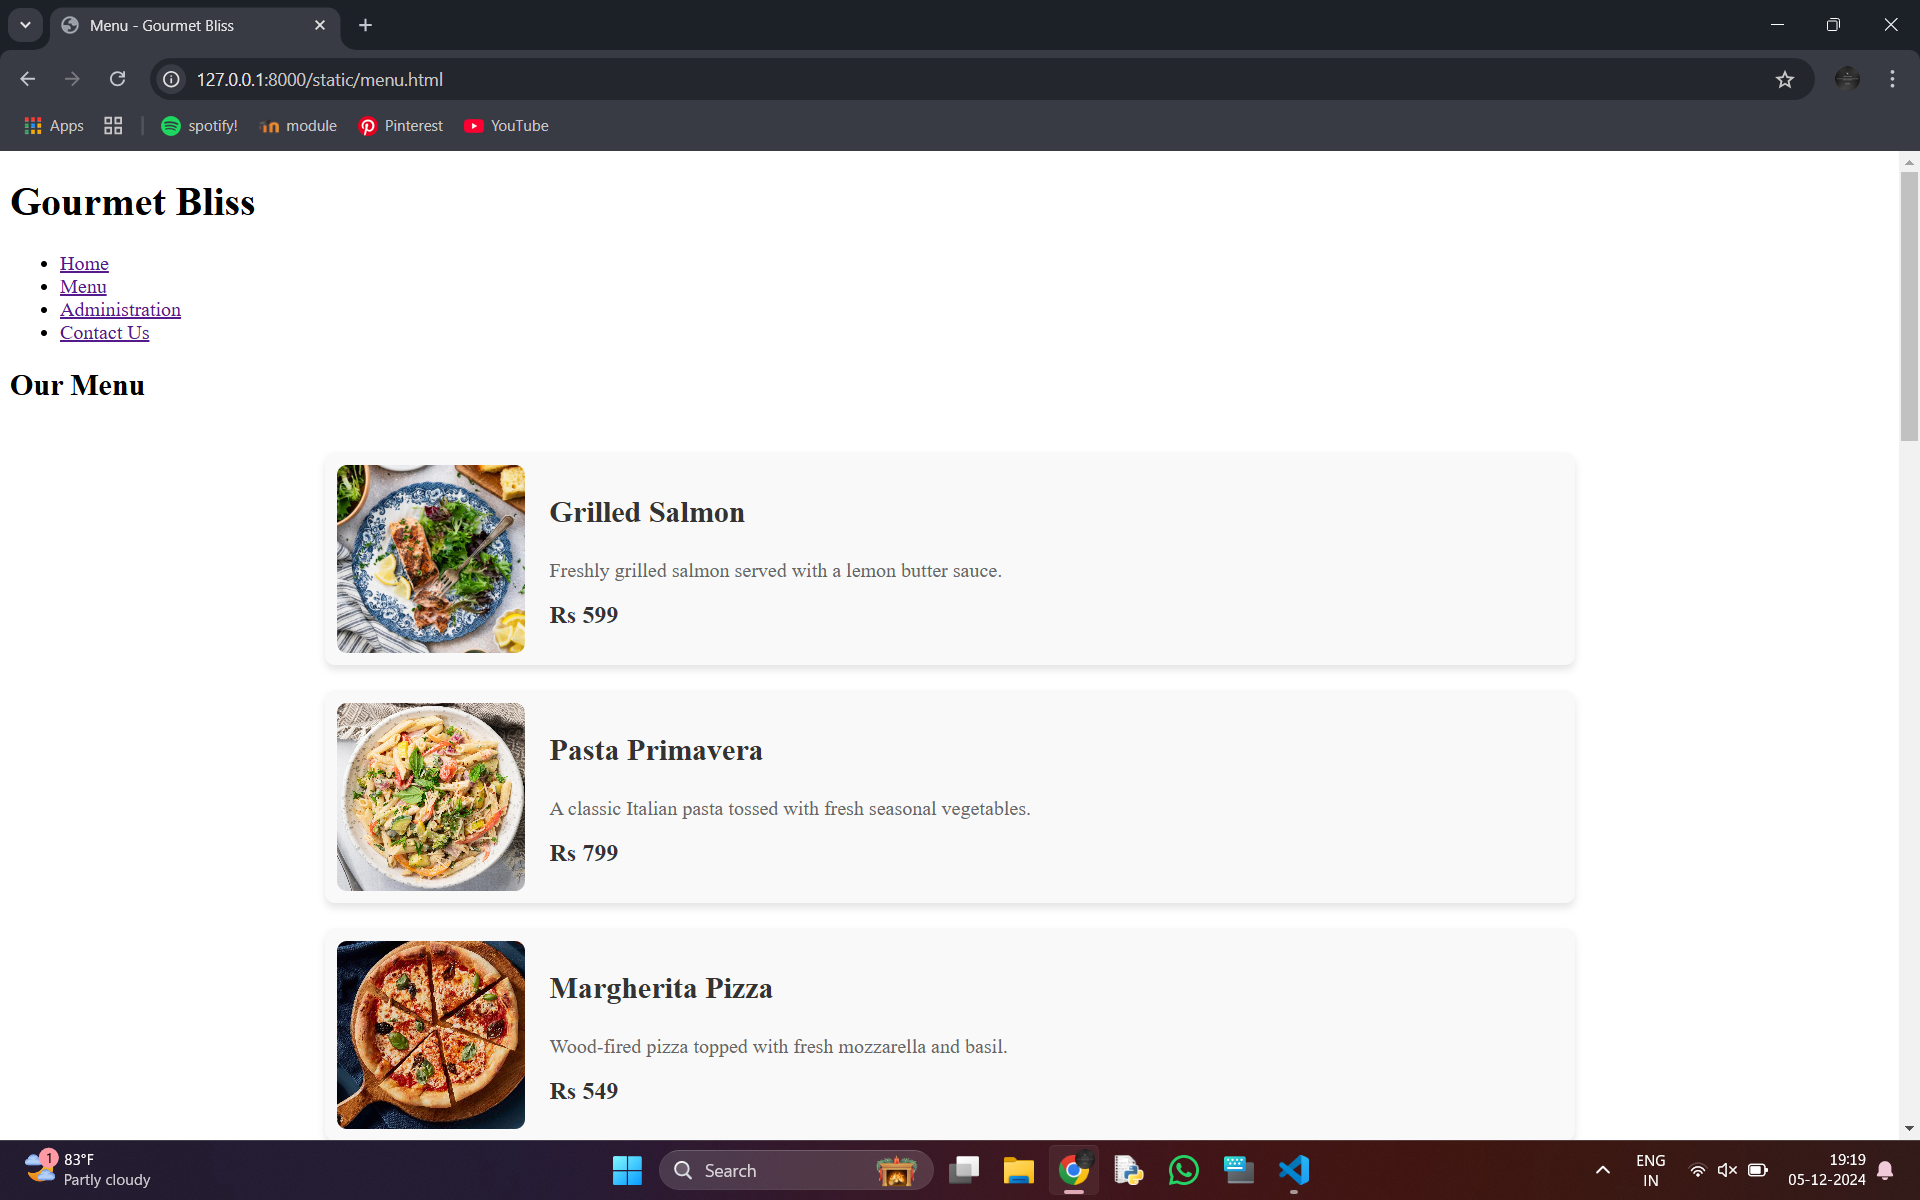 Menu - Gourmet Bliss
127.0.0.1:8000/static/menu.html
Apps
spotify!
module
Pinterest
YouTube
Gourmet Bliss
Home
Menu
Administration
Contact Us
Our Menu
Grilled Salmon
Freshly grilled salmon served with a lemon butter sauce.
Rs 599
Pasta Primavera
A classic Italian pasta tossed with fresh seasonal vegetables.
Rs 799
Margherita Pizza
Wood-fired pizza topped with fresh mozzarella and basil.
Rs 549
1
83°F
Partly cloudy
Search
ENG
IN
19:19
05-12-2024